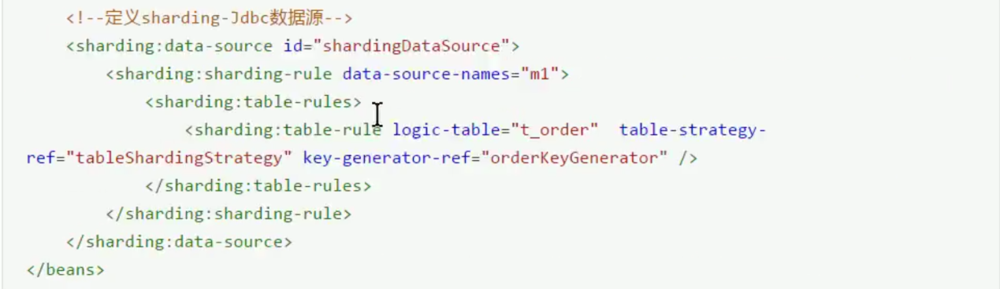 <!--定义sharding-Jdbc数据源-->
<sharding:data-source id="shardingDataSource">
<sharding:sharding-rule data-source-names="m1">
<sharding:table-rules>
<sharding:table-rule logic-table="t_order"  table-strategy-
ref="tableShardingStrategy" key-generator-ref="orderKeyGenerator" />
</sharding:table-rules>
</sharding:sharding-rule>
</sharding:data-source>
</beans>